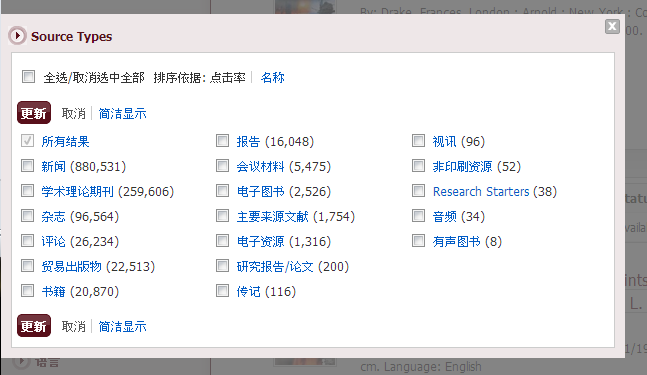 By: Drake, Frances. London : Arnold ; New York : Co
Source Types
全选/取消选中全部 排序依据: 点击率 名称
更新 取消 简洁显示
所有结果 报告 (16,048) 视讯 (96)
新闻 (880,531) 会议材料 (5,475) 非印刷资源 (52)
学术理论期刊 (259,606) 电子图书 (2,526) Research Starters (38)
杂志 (96,564) 主要来源文献 (1,754) 音频 (34)
评论 (26,234) 电子资源 (1,316) 有声图书 (8)
贸易出版物 (22,513) 研究报告/论文 (200)
书籍 (20,870) 传记 (116)
更新 取消 简洁显示
语言
cm. Language: English